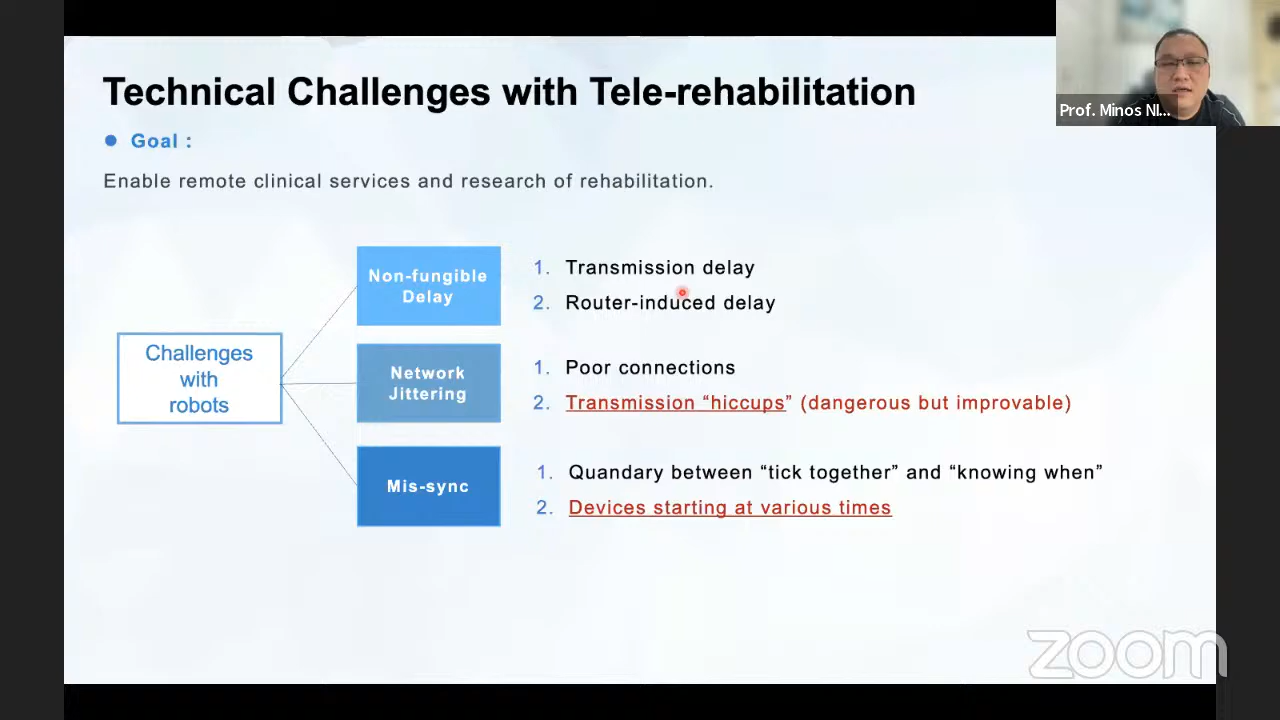 Technical Challenges with Tele-rehabilitation
Prof. Minos NI...
Goal :
Enable remote clinical services and research of rehabilitation.
Challenges
with
robots
Non-fungible
Delay
1. Transmission delay
2. Router-induced delay
Network
Jittering
1. Poor connections
2. Transmission “hiccups” (dangerous but improvable)
Mis-sync
1. Quandary between “tick together” and “knowing when”
2. Devices starting at various times
zoom